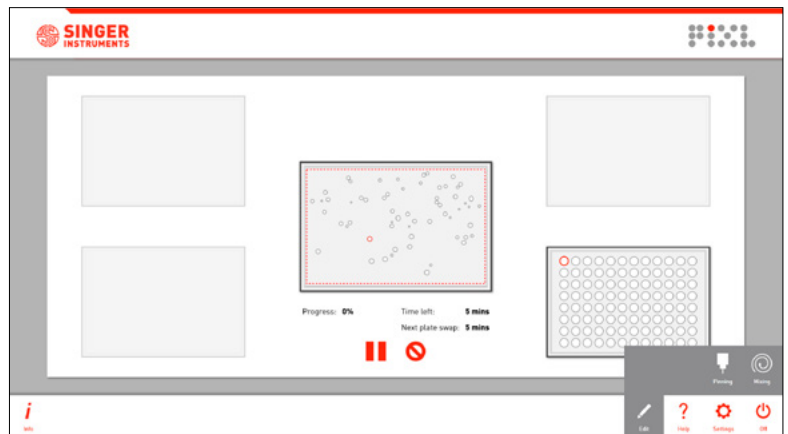 SINGER
INSTRUMENTS
PIXL
Progress: 0%
Time left: 5 mins
Next plate swap: 5 mins
Pinning
Mixing
Info
Edit
Help
Settings
Off